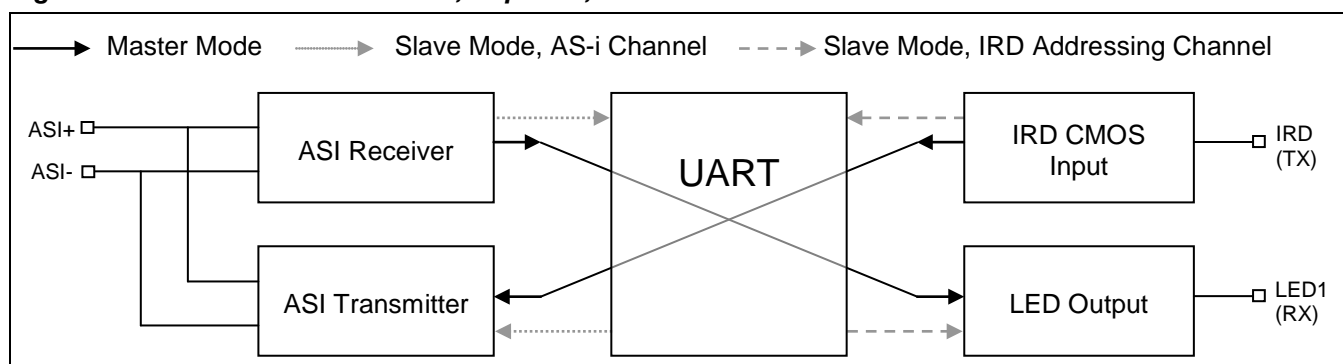 Master Mode
Slave Mode, AS-i Channel
Slave Mode, IRD Addressing Channel
ASI+
ASI-
ASI Receiver
UART
IRD CMOS
Input
IRD
(TX)
ASI Transmitter
LED Output
LED1
(RX)